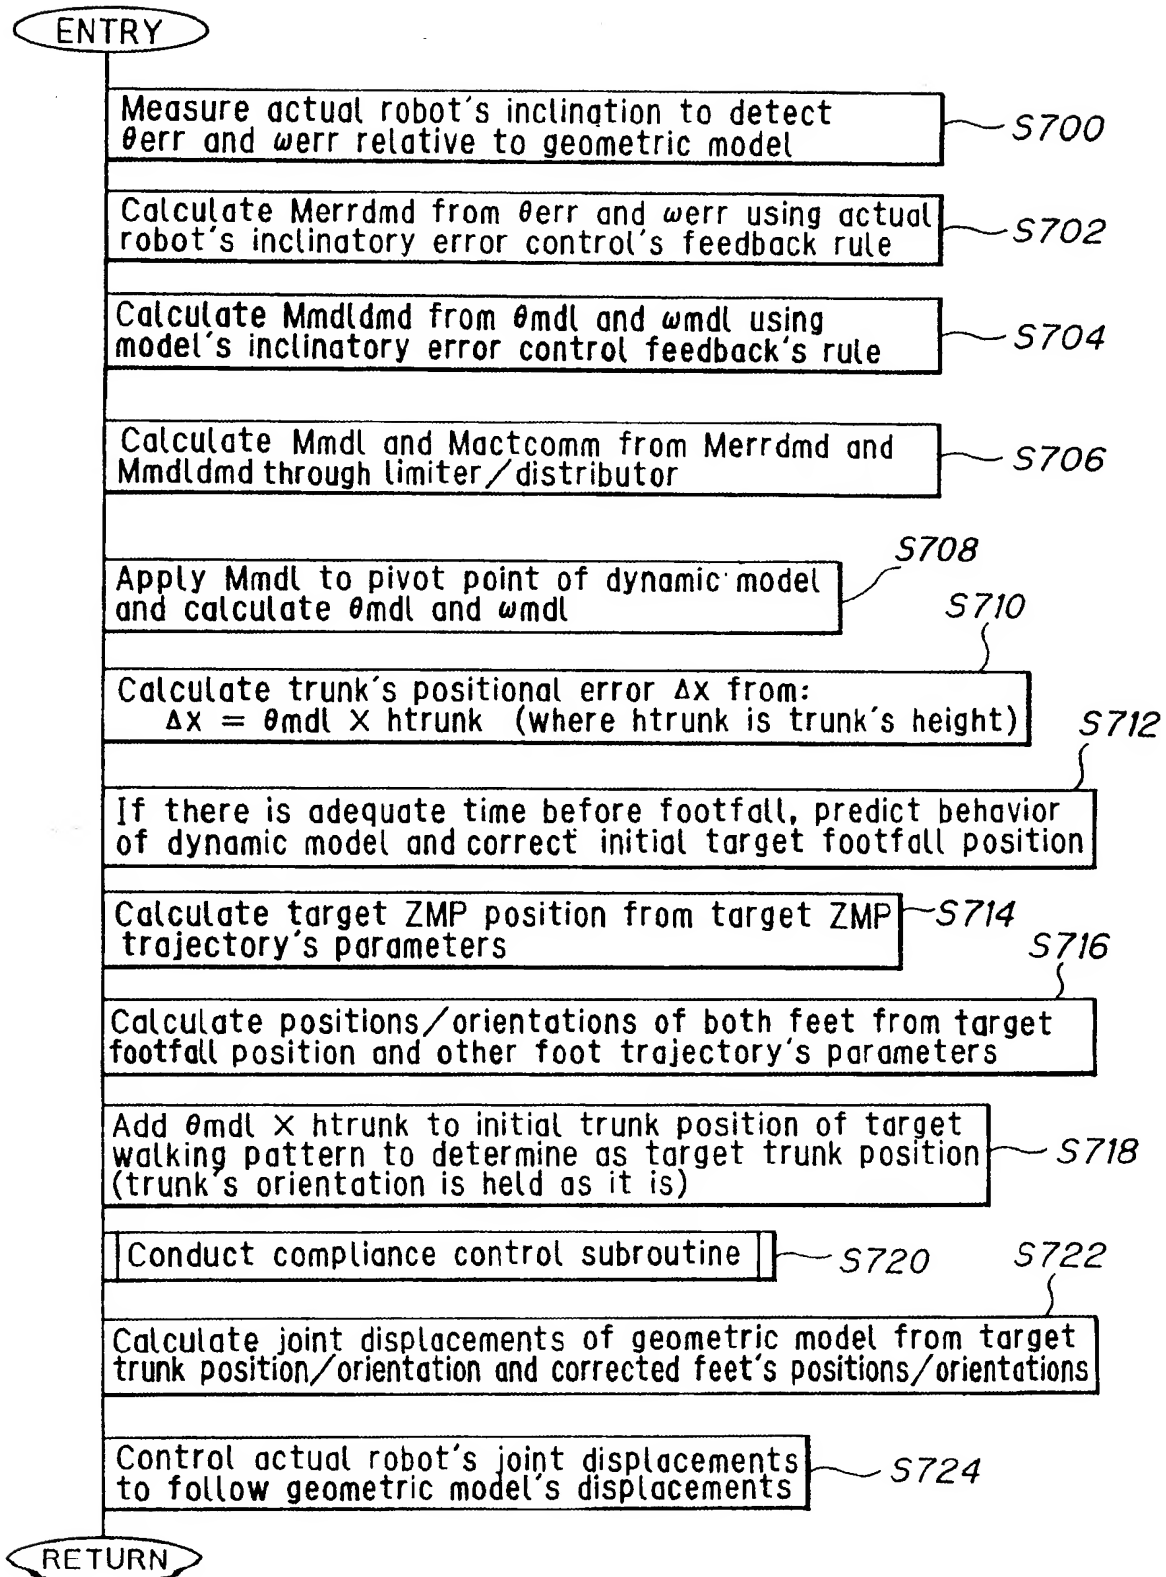 ENTRY
Measure actual robot's inclination to detect
θerr and ωerr relative to geometric model
S700
Calculate Merrdmd from θerr and ωerr using actual
robot's inclinatory error control's feedback rule
S702
Calculate Mmdldmd from θmdl and ωmdl using
model's inclinatory error control feedback's rule
S704
Calculate Mmdl and Mactcomm from Merrdmd and
Mmdldmd through limiter/distributor
S706
Apply Mmdl to pivot point of dynamic model
and calculate θmdl and ωmdl
S708
Calculate trunk's positional error Δx from:
Δx = θmdl X htrunk (where htrunk is trunk's height)
S710
If there is adequate time before footfall, predict behavior
of dynamic model and correct initial target footfall position
S712
Calculate target ZMP position from target ZMP
trajectory's parameters
S714
Calculate positions/orientations of both feet from target
footfall position and other foot trajectory's parameters
S716
Add θmdl X htrunk to initial trunk position of target
walking pattern to determine as target trunk position
(trunk's orientation is held as it is)
S718
Conduct compliance control subroutine
S720
Calculate joint displacements of geometric model from target
trunk position/orientation and corrected feet's positions/orientations
S722
Control actual robot's joint displacements
to follow geometric model's displacements
S724
RETURN